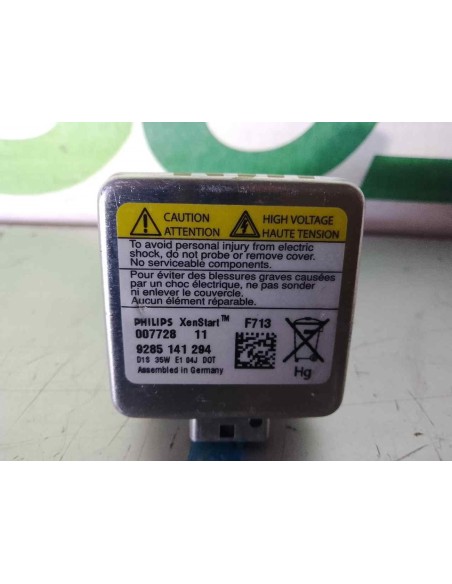 CAUTION
ATTENTION
HIGH VOLTAGE
HAUTE TENSION
To avoid personal injury from electric
shock, do not probe or remove cover.
No serviceable components.
Pour éviter des blessures graves causées
par un choc électrique, ne pas sonder
ni enlever le couvercle.
Aucun élément réparable.
PHILIPS XenStart™ F713
007728 11
9285 141 294
D1S 35W E1 04J DOT
Assembled in Germany
Hg